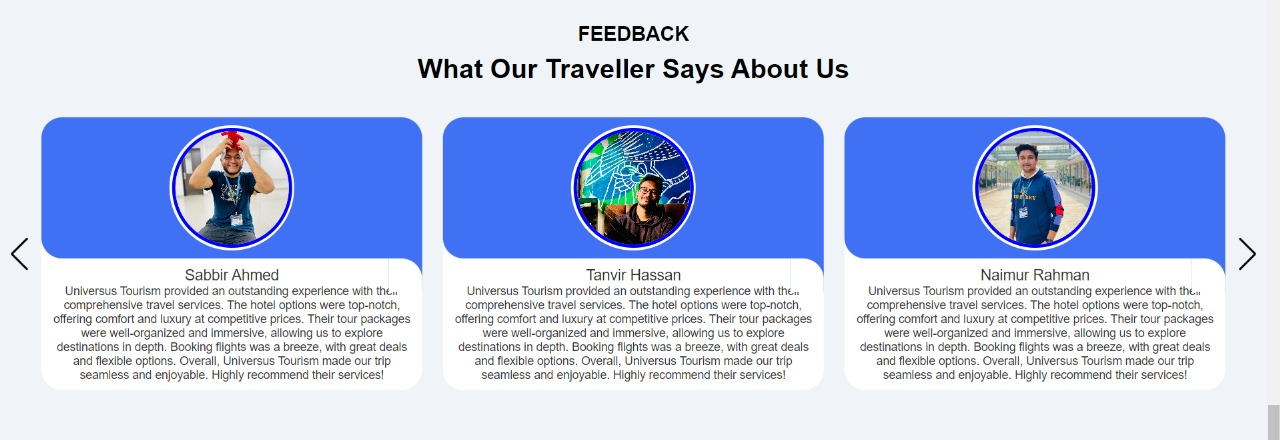 FEEDBACK
What Our Traveller Says About Us
Sabbir Ahmed
Universus Tourism provided an outstanding experience with their
comprehensive travel services. The hotel options were top-notch,
offering comfort and luxury at competitive prices. Their tour packages
were well-organized and immersive, allowing us to explore
destinations in depth. Booking flights was a breeze, with great deals
and flexible options. Overall, Universus Tourism made our trip
seamless and enjoyable. Highly recommend their services!
Tanvir Hassan
Universus Tourism provided an outstanding experience with their
comprehensive travel services. The hotel options were top-notch,
offering comfort and luxury at competitive prices. Their tour packages
were well-organized and immersive, allowing us to explore
destinations in depth. Booking flights was a breeze, with great deals
and flexible options. Overall, Universus Tourism made our trip
seamless and enjoyable. Highly recommend their services!
Naimur Rahman
Universus Tourism provided an outstanding experience with their
comprehensive travel services. The hotel options were top-notch,
offering comfort and luxury at competitive prices. Their tour packages
were well-organized and immersive, allowing us to explore
destinations in depth. Booking flights was a breeze, with great deals
and flexible options. Overall, Universus Tourism made our trip
seamless and enjoyable. Highly recommend their services!